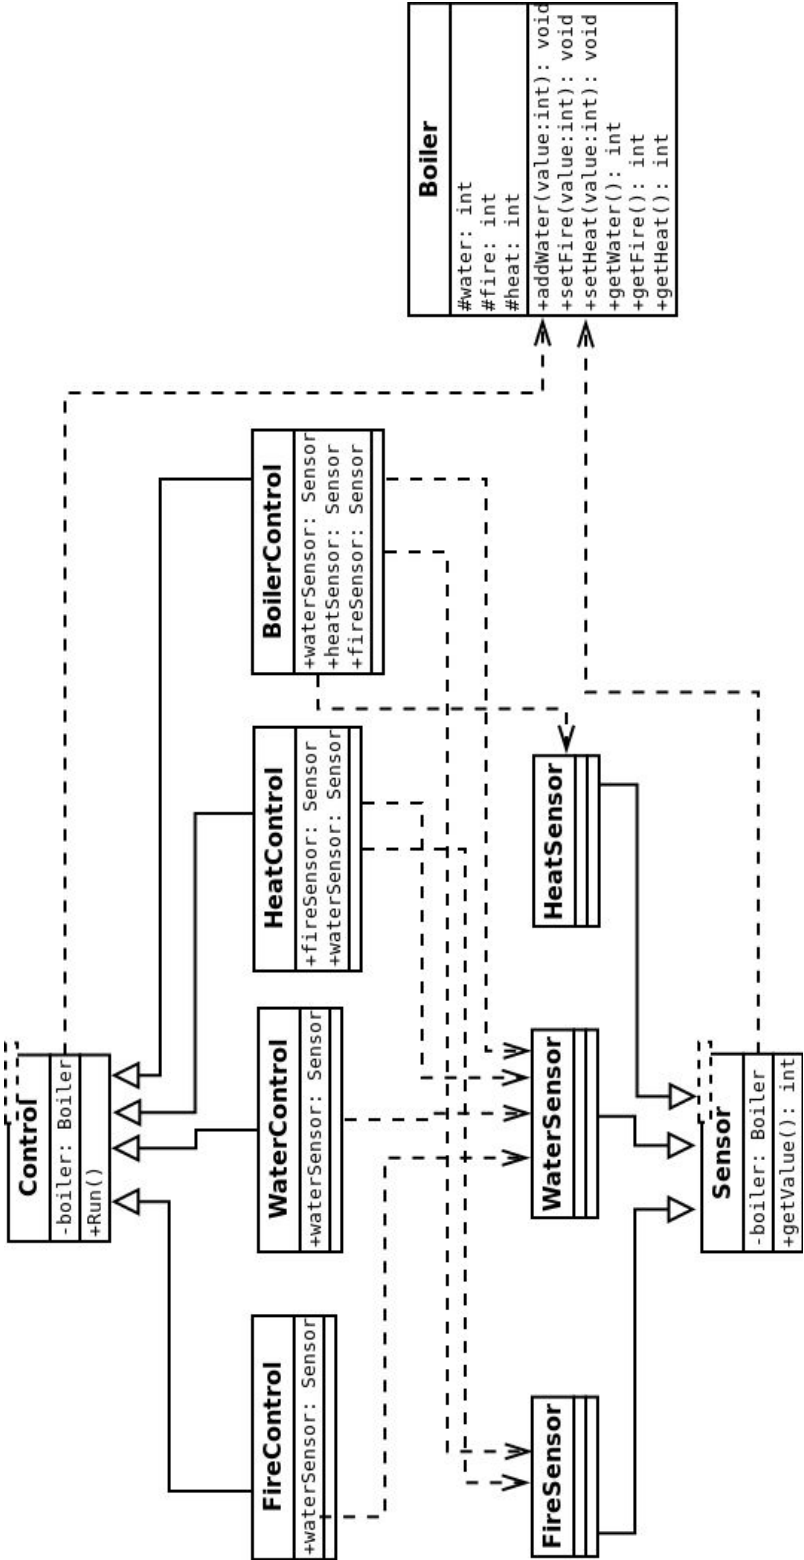 Control
-boiler: Boiler
+Run()
FireControl
+waterSensor: Sensor
WaterControl
+waterSensor: Sensor
HeatControl
+fireSensor: Sensor
+waterSensor: Sensor
BoilerControl
+waterSensor: Sensor
+heatSensor: Sensor
+fireSensor: Sensor
Boiler
#water: int
#fire: int
#heat: int
+addWater(value:int): void
+setFire(value:int): void
+setHeat(value:int): void
+getWater(): int
+getFire(): int
+getHeat(): int
FireSensor
WaterSensor
HeatSensor
Sensor
-boiler: Boiler
+getValue(): int